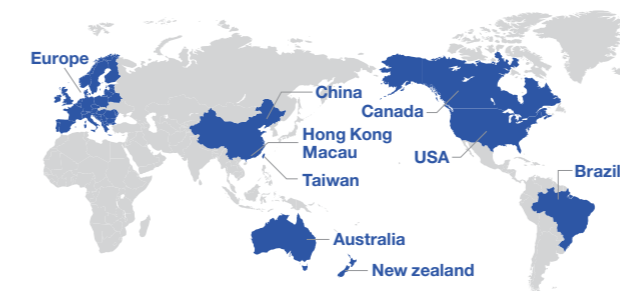 Europe
China
Canada
Hong Kong
Macau
USA
Taiwan
Brazil
Australia
New zealand